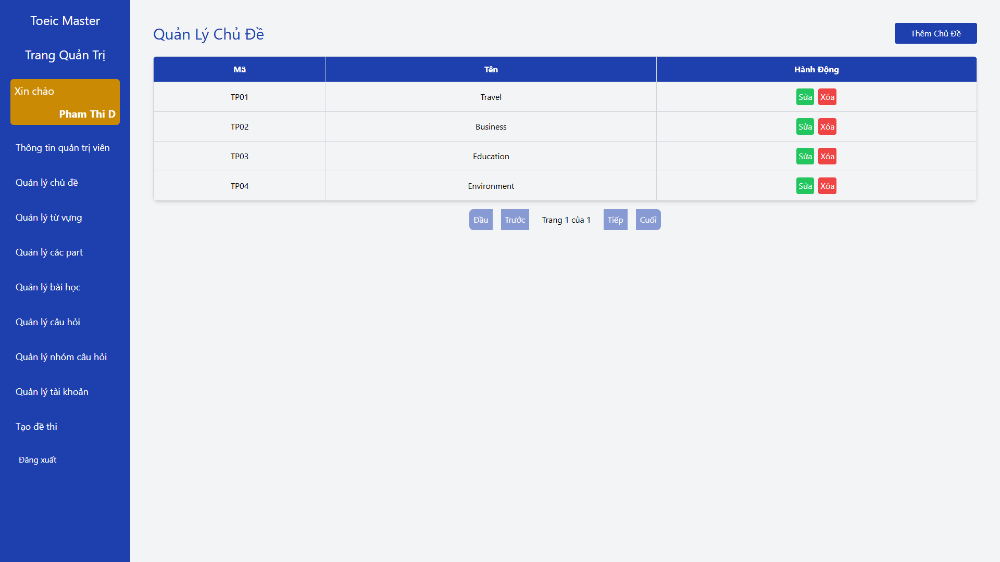 Toeic Master
Trang Quản Trị
Xin chào
Pham Thi D
Thông tin quản trị viên
Quản lý chủ đề
Quản lý từ vựng
Quản lý các part
Quản lý bài học
Quản lý câu hỏi
Quản lý nhóm câu hỏi
Quản lý tài khoản
Tạo đề thi
Đăng xuất
Quản Lý Chủ Đề
Thêm Chủ Đề
Mã Tên Hành Động
TP01 Travel Sửa Xóa
TP02 Business Sửa Xóa
TP03 Education Sửa Xóa
TP04 Environment Sửa Xóa
Đầu Trước Trang 1 của 1 Tiếp Cuối